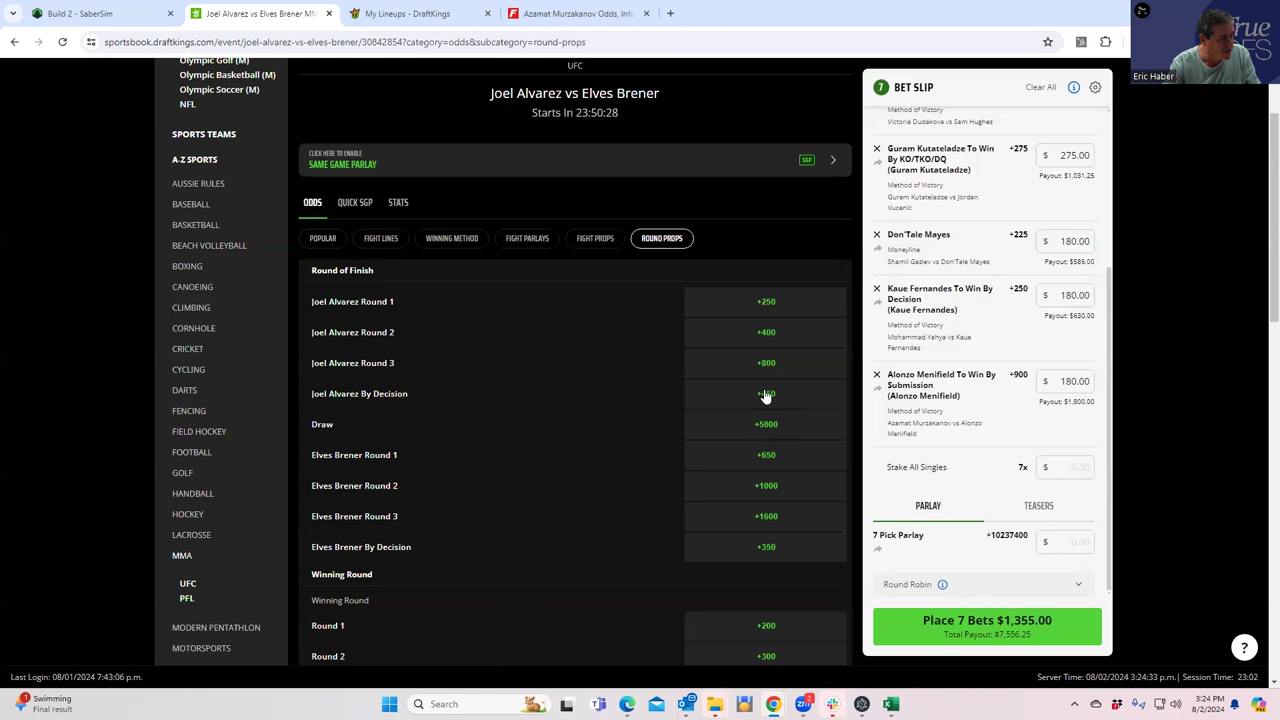 Build 2 - SaberSim
Joel Alvarez vs Elves Brener MM
My Lineups - DraftKings
Azamat Murzakanov Odds, Info
sportsbook.draftkings.com/event/joel-alvarez-vs-elves-brener/30842854?category=odds&subcategory=round-props
Eric Haber
Olympic Golf (M)
Olympic Basketball (M)
Olympic Soccer (M)
NFL
SPORTS TEAMS
A-Z SPORTS
AUSSIE RULES
BASEBALL
BASKETBALL
BEACH VOLLEYBALL
BOXING
CANOEING
CLIMBING
CORNHOLE
CRICKET
CYCLING
DARTS
FENCING
FIELD HOCKEY
FOOTBALL
GOLF
HANDBALL
HOCKEY
LACROSSE
MMA
UFC
PFL
MODERN PENTATHLON
MOTORSPORTS
UFC
Joel Alvarez vs Elves Brener
Starts In 23:50:28
CLICK HERE TO ENABLE
SAME GAME PARLAY
SGP
ODDS QUICK SGP STATS
POPULAR FIGHT LINES WINNING METHOD FIGHT PARLAYS FIGHT PROPS ROUND PROPS
Round of Finish
Joel Alvarez Round 1 +250
Joel Alvarez Round 2 +400
Joel Alvarez Round 3 +800
Joel Alvarez By Decision
Draw +5000
Elves Brener Round 1 +650
Elves Brener Round 2 +1000
Elves Brener Round 3 +1600
Elves Brener By Decision +350
Winning Round
Winning Round
Round 1 +200
Round 2 +300
7 BET SLIP Clear All
Method of Victory
Victoria Dudakova vs Sam Hughes
Guram Kutateladze To Win +275 $ 275.00
By KO/TKO/DQ
(Guram Kutateladze) Payout: $1,031.25
Method of Victory
Guram Kutateladze vs Jordan
Vucenic
Don'Tale Mayes +225 $ 180.00
Moneyline
Shamil Gaziev vs Don'Tale Mayes Payout: $585.00
Kaue Fernandes To Win By +250 $ 180.00
Decision
(Kaue Fernandes) Payout: $630.00
Method of Victory
Mohammad Yahya vs Kaue
Fernandes
Alonzo Menifield To Win By +900 $ 180.00
Submission
(Alonzo Menifield) Payout: $1,800.00
Method of Victory
Azamat Murzakanov vs Alonzo
Menifield
Stake All Singles 7x $ 0.00
PARLAY TEASERS
7 Pick Parlay +10237400 $ 0.00
Round Robin
Place 7 Bets $1,355.00
Total Payout: $7,556.25
?
Last Login: 08/01/2024 7:43:06 p.m. Server Time: 08/02/2024 3:24:33 p.m.| Session Time: 23:02
Swimming
Final result
Search
3:24 PM
8/2/2024